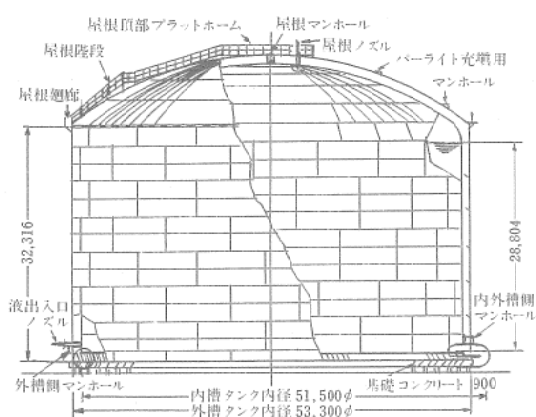 屋根頂部プラットホーム
屋根マンホール
屋根ノズル
屋根階段
パーライト充塡用
マンホール
屋根廻廊
32,316
28,804
液出入口
ノズル
内外槽側
マンホール
外槽側マンホール
基礎コンクリート
900
内槽タンク内径51,500φ
外槽タンク内径53,300φ